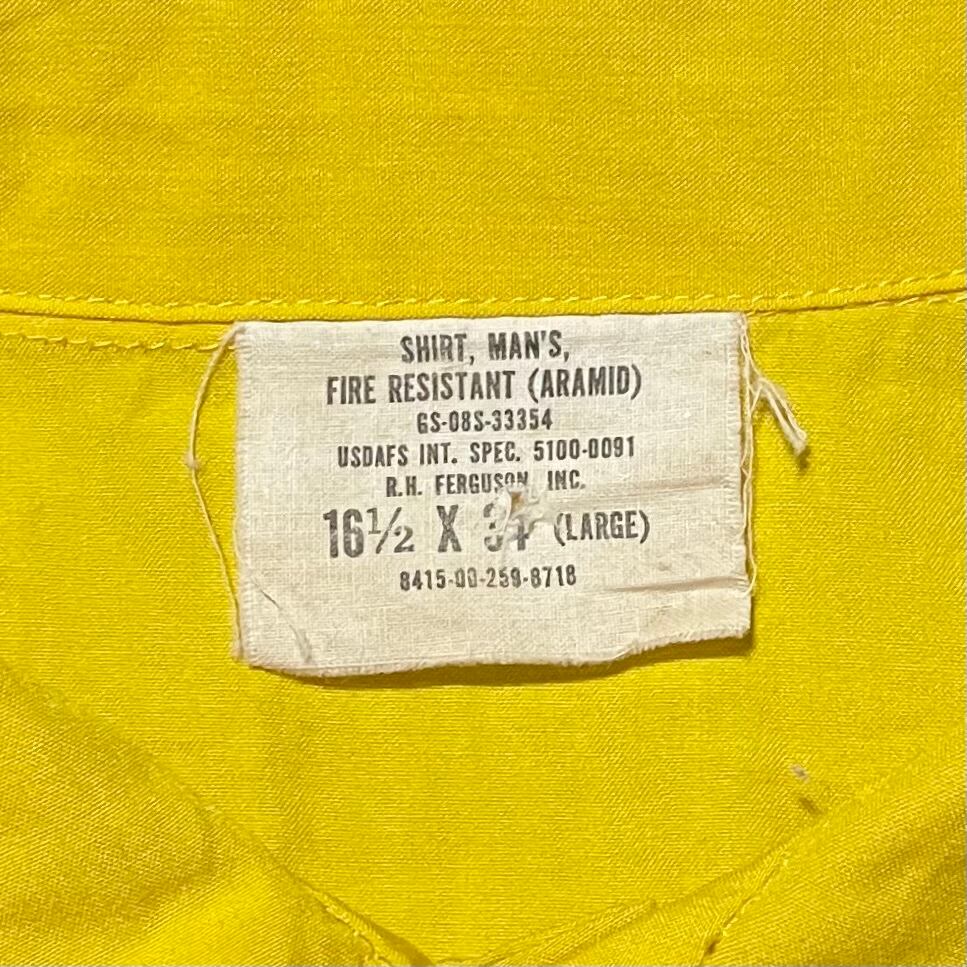 SHIRT, MAN'S,
FIRE RESISTANT (ARAMID)
GS-08S-33354
USDAFS INT. SPEC. 5100-0091
R.H. FERGUSON, INC.
16½ X 34 (LARGE)
8415-00-259-8718